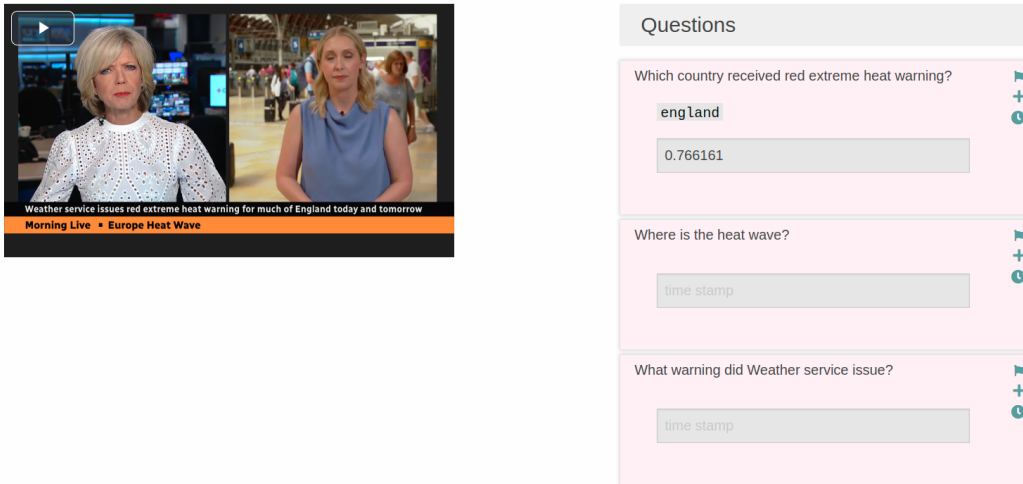 Weather service issues red extreme heat warning for much of England today and tomorrow
Morning Live ▪ Europe Heat Wave
Questions
Which country received red extreme heat warning?
england
0.766161
Where is the heat wave?
time stamp
What warning did Weather service issue?
time stamp